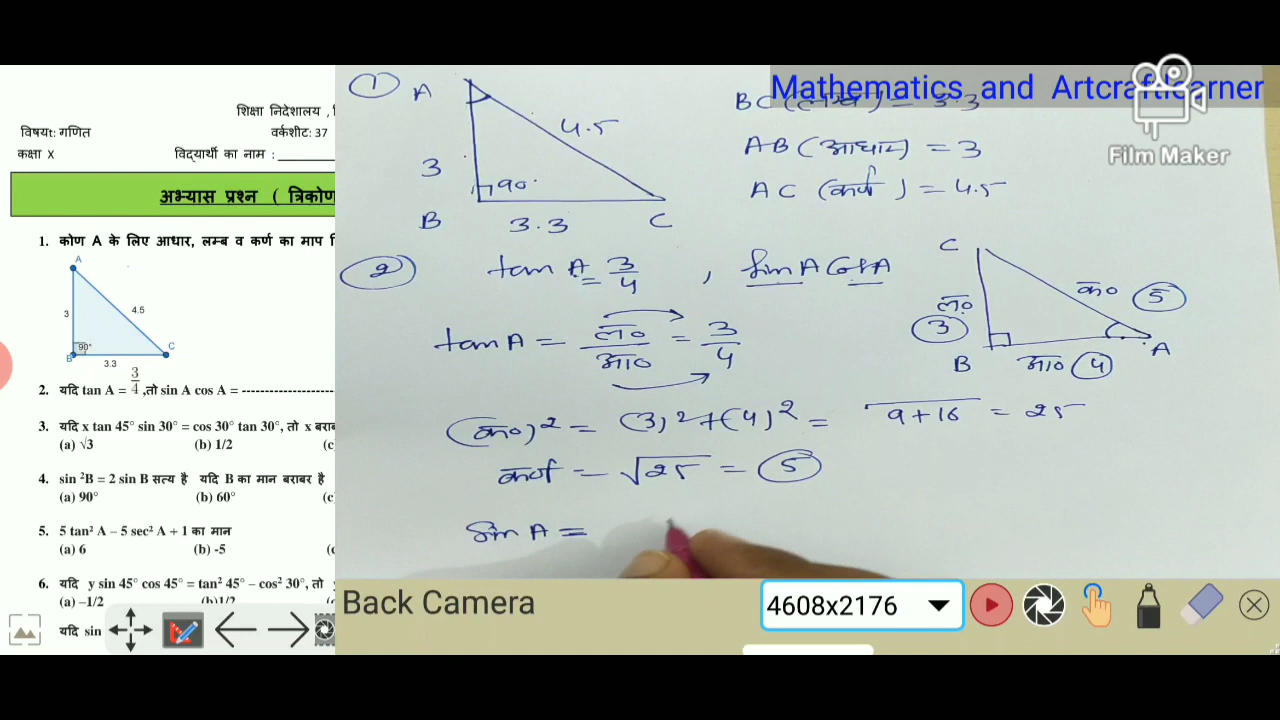 Mathematics and Artcraftlearner
Film Maker
शिक्षा निदेशालय ,
विषयः गणित वर्कशीट: 37
कक्षा X विद्यार्थी का नाम : ________
अभ्यास प्रश्न ( त्रिकोण
1. कोण A के लिए आधार, लम्ब व कर्ण का माप
A
3
4.5
90°
B
C
3.3
2. यदि tan A = 3/4 ,तो sin A cos A = ----------------
3. यदि x tan 45° sin 30° = cos 30° tan 30°, तो x
(a) √3 (b) 1/2 (c
4. sin ²B = 2 sin B सत्य है यदि B का मान बराबर है
(a) 90° (b) 60° (c
5. 5 tan² A – 5 sec² A + 1 का मान
(a) 6 (b) -5 (c
6. यदि y sin 45° cos 45° = tan² 45° – cos² 30°, तो
(a) –1/2 (b) 1/2
यदि sin
① A
4.5
3
90°
B 3.3 C
BC (लम्ब) = 3.3
AB (आधार) = 3
AC (कर्ण) = 4.5
② tan A = 3/4 , Sin A Cos A
tan A = ल०/आ० = 3/4
C
ल० 3
क० 5
B आ० 4 A
(क०)² = (3)² + (4)² = 9 + 16 = 25
कर्ण = √25 = 5
Sin A =
Back Camera
4608x2176